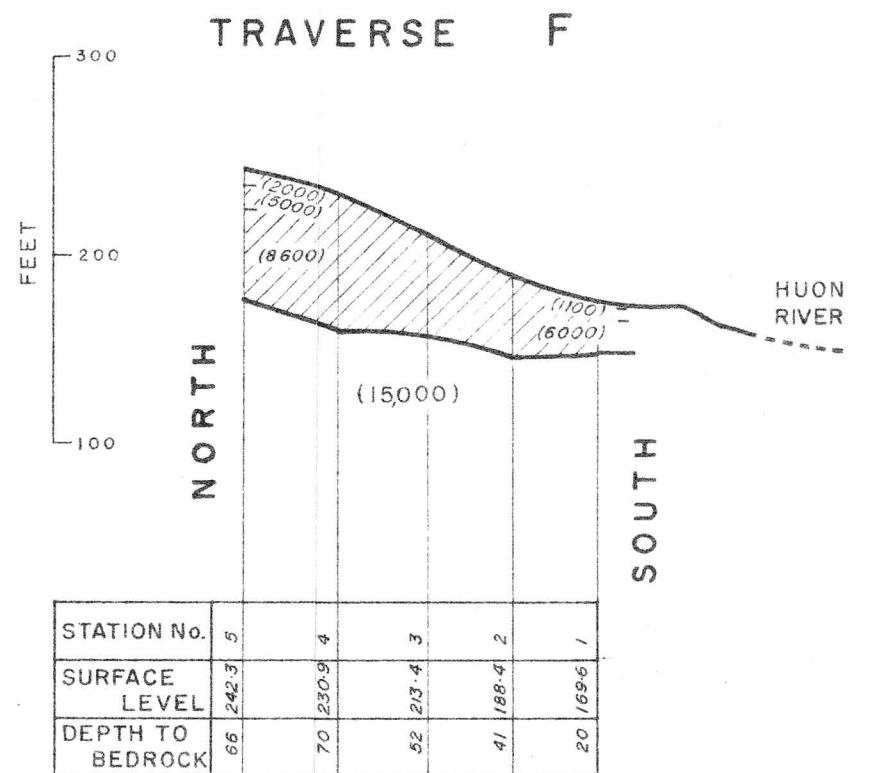 TRAVERSE F
300
200
100
FEET
(2000)
(5000)
(8600)
(1100)
(6000)
(15,000)
HUON
RIVER
NORTH
SOUTH
STATION No. 5 4 3 2 1
SURFACE
LEVEL 242.3 230.9 213.4 188.4 169.6
DEPTH TO
BEDROCK 66 70 52 41 20